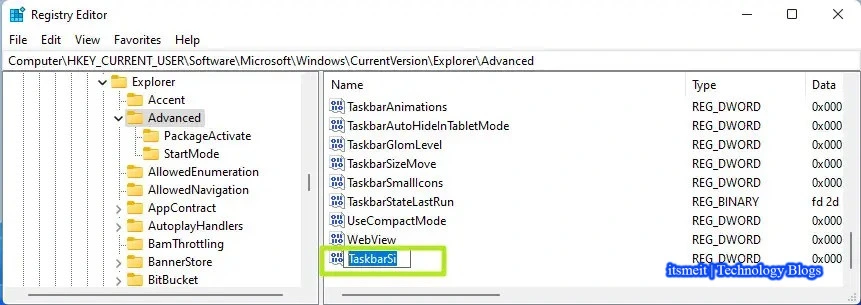 Registry Editor
File Edit View Favorites Help
Computer\HKEY_CURRENT_USER\Software\Microsoft\Windows\CurrentVersion\Explorer\Advanced
Explorer
Accent
Advanced
PackageActivate
StartMode
AllowedEnumeration
AllowedNavigation
AppContract
AutoplayHandlers
BamThrottling
BannerStore
BitBucket
Name Type Data
TaskbarAnimations REG_DWORD 0x000
TaskbarAutoHideInTabletMode REG_DWORD 0x000
TaskbarGlomLevel REG_DWORD 0x000
TaskbarSizeMove REG_DWORD 0x000
TaskbarSmallIcons REG_DWORD 0x000
TaskbarStateLastRun REG_BINARY fd 2d
UseCompactMode REG_DWORD 0x000
WebView REG_DWORD 0x000
TaskbarSi REG_DWORD 0x000
itsmeit | Technology Blogs